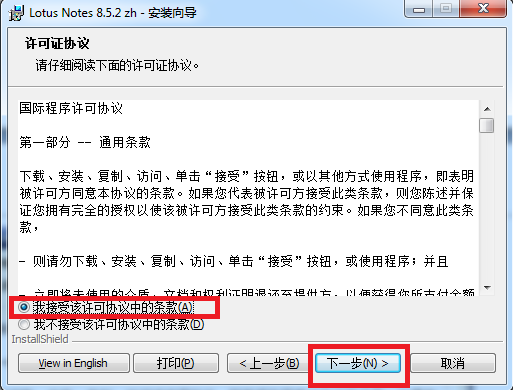 Lotus Notes 8.5.2 zh - 安装向导
许可证协议
请仔细阅读下面的许可证协议。
国际程序许可协议
第一部分 -- 通用条款
下载、安装、复制、访问、单击“接受”按钮，或以其他方式使用程序，即表明
被许可方同意本协议的条款。如果您代表被许可方接受此类条款，则您陈述并保
证您拥有完全的授权以使该被许可方接受此类条款的约束。如果您不同意此类条
款，
- 则请勿下载、安装、复制、访问、单击“接受”按钮，或使用程序；并且
- 立即将未使用的介质、文档和权利证明退还至提供方，以便获得您所支付金额
我接受该许可协议中的条款(A)
我不接受该许可协议中的条款(D)
InstallShield
View in English 打印(P) < 上一步(B) 下一步(N) > 取消